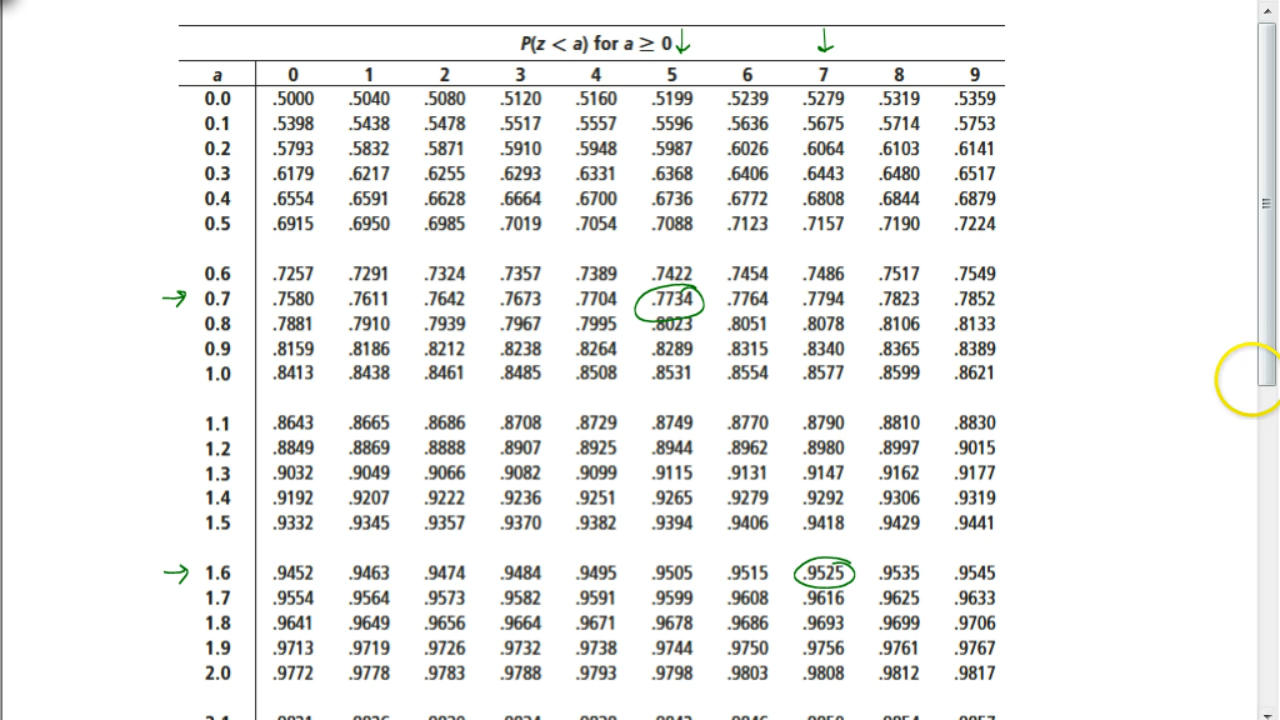 P(z < a) for a ≥ 0
a 0 1 2 3 4 5 6 7 8 9
0.0 .5000 .5040 .5080 .5120 .5160 .5199 .5239 .5279 .5319 .5359
0.1 .5398 .5438 .5478 .5517 .5557 .5596 .5636 .5675 .5714 .5753
0.2 .5793 .5832 .5871 .5910 .5948 .5987 .6026 .6064 .6103 .6141
0.3 .6179 .6217 .6255 .6293 .6331 .6368 .6406 .6443 .6480 .6517
0.4 .6554 .6591 .6628 .6664 .6700 .6736 .6772 .6808 .6844 .6879
0.5 .6915 .6950 .6985 .7019 .7054 .7088 .7123 .7157 .7190 .7224
0.6 .7257 .7291 .7324 .7357 .7389 .7422 .7454 .7486 .7517 .7549
0.7 .7580 .7611 .7642 .7673 .7704 .7734 .7764 .7794 .7823 .7852
0.8 .7881 .7910 .7939 .7967 .7995 .8023 .8051 .8078 .8106 .8133
0.9 .8159 .8186 .8212 .8238 .8264 .8289 .8315 .8340 .8365 .8389
1.0 .8413 .8438 .8461 .8485 .8508 .8531 .8554 .8577 .8599 .8621
1.1 .8643 .8665 .8686 .8708 .8729 .8749 .8770 .8790 .8810 .8830
1.2 .8849 .8869 .8888 .8907 .8925 .8944 .8962 .8980 .8997 .9015
1.3 .9032 .9049 .9066 .9082 .9099 .9115 .9131 .9147 .9162 .9177
1.4 .9192 .9207 .9222 .9236 .9251 .9265 .9279 .9292 .9306 .9319
1.5 .9332 .9345 .9357 .9370 .9382 .9394 .9406 .9418 .9429 .9441
1.6 .9452 .9463 .9474 .9484 .9495 .9505 .9515 .9525 .9535 .9545
1.7 .9554 .9564 .9573 .9582 .9591 .9599 .9608 .9616 .9625 .9633
1.8 .9641 .9649 .9656 .9664 .9671 .9678 .9686 .9693 .9699 .9706
1.9 .9713 .9719 .9726 .9732 .9738 .9744 .9750 .9756 .9761 .9767
2.0 .9772 .9778 .9783 .9788 .9793 .9798 .9803 .9808 .9812 .9817